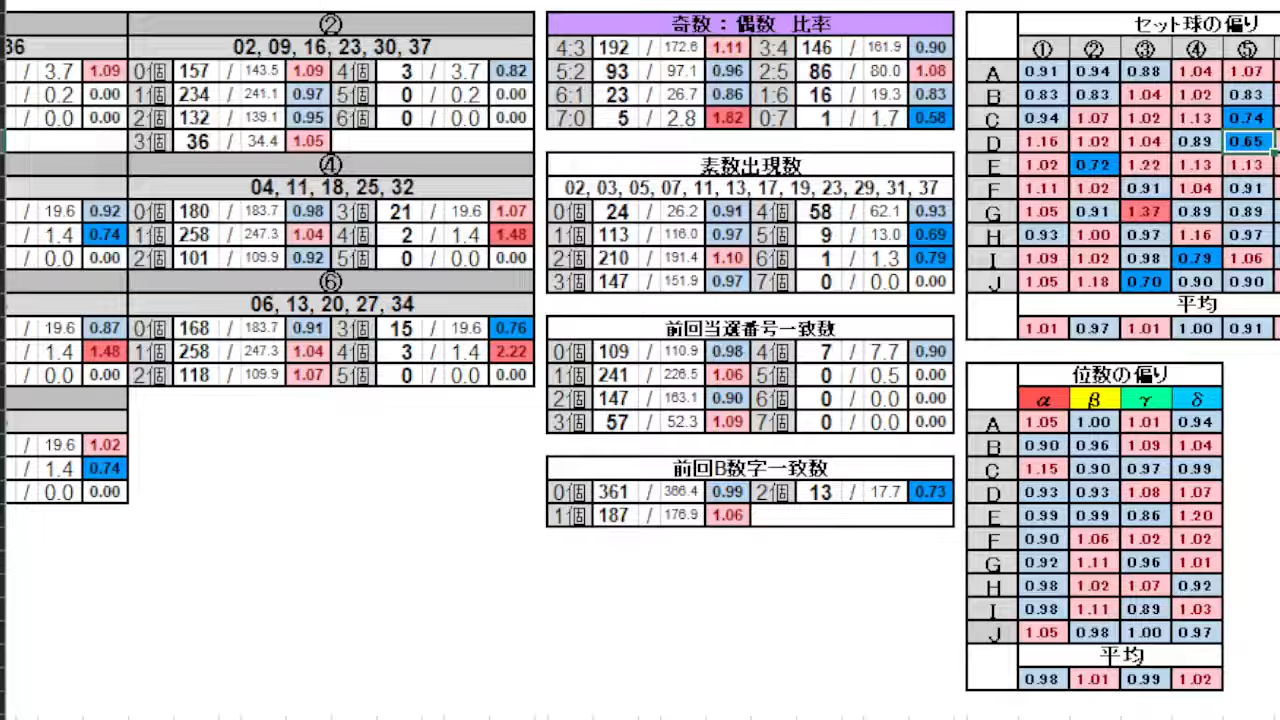 36
/ 3.7 1.09
/ 0.2 0.00
/ 0.0 0.00
/ 19.6 0.92
/ 1.4 0.74
/ 0.0 0.00
/ 19.6 0.87
/ 1.4 1.48
/ 0.0 0.00
/ 19.6 1.02
/ 1.4 0.74
/ 0.0 0.00
②
02, 09, 16, 23, 30, 37
0個 157 / 143.5 1.09 4個 3 / 3.7 0.82
1個 234 / 241.1 0.97 5個 0 / 0.2 0.00
2個 132 / 139.1 0.95 6個 0 / 0.0 0.00
3個 36 / 34.4 1.05
④
04, 11, 18, 25, 32
0個 180 / 183.7 0.98 3個 21 / 19.6 1.07
1個 258 / 247.3 1.04 4個 2 / 1.4 1.48
2個 101 / 109.9 0.92 5個 0 / 0.0 0.00
⑥
06, 13, 20, 27, 34
0個 168 / 183.7 0.91 3個 15 / 19.6 0.76
1個 258 / 247.3 1.04 4個 3 / 1.4 2.22
2個 118 / 109.9 1.07 5個 0 / 0.0 0.00
奇数：偶数 比率
4:3 192 / 172.6 1.11 3:4 146 / 161.9 0.90
5:2 93 / 97.1 0.96 2:5 86 / 80.0 1.08
6:1 23 / 26.7 0.86 1:6 16 / 19.3 0.83
7:0 5 / 2.8 1.82 0:7 1 / 1.7 0.58
素数出現数
02, 03, 05, 07, 11, 13, 17, 19, 23, 29, 31, 37
0個 24 / 26.2 0.91 4個 58 / 62.1 0.93
1個 113 / 116.0 0.97 5個 9 / 13.0 0.69
2個 210 / 191.4 1.10 6個 1 / 1.3 0.79
3個 147 / 151.9 0.97 7個 0 / 0.0 0.00
前回当選番号一致数
0個 109 / 110.9 0.98 4個 7 / 7.7 0.90
1個 241 / 226.5 1.06 5個 0 / 0.5 0.00
2個 147 / 163.1 0.90 6個 0 / 0.0 0.00
3個 57 / 52.3 1.09 7個 0 / 0.0 0.00
前回B数字一致数
0個 361 / 366.4 0.99 2個 13 / 17.7 0.73
1個 187 / 176.9 1.06
セット球の偏り
① ② ③ ④ ⑤
A 0.91 0.94 0.88 1.04 1.07
B 0.83 0.83 1.04 1.02 0.83
C 0.94 1.07 1.02 1.13 0.74
D 1.16 1.02 1.04 0.89 0.65
E 1.02 0.72 1.22 1.13 1.13
F 1.11 1.02 0.91 1.04 0.91
G 1.05 0.91 1.37 0.89 0.89
H 0.93 1.00 0.97 1.16 0.97
I 1.09 1.02 0.98 0.79 1.06
J 1.05 1.18 0.70 0.90 0.90
平均
1.01 0.97 1.01 1.00 0.91
位数の偏り
α β γ δ
A 1.05 1.00 1.01 0.94
B 0.90 0.96 1.09 1.04
C 1.15 0.90 0.97 0.99
D 0.93 0.93 1.08 1.07
E 0.99 0.99 0.86 1.20
F 0.90 1.06 1.02 1.02
G 0.92 1.11 0.96 1.01
H 0.98 1.02 1.07 0.92
I 0.98 1.11 0.89 1.03
J 1.05 0.98 1.00 0.97
平均
0.98 1.01 0.99 1.02